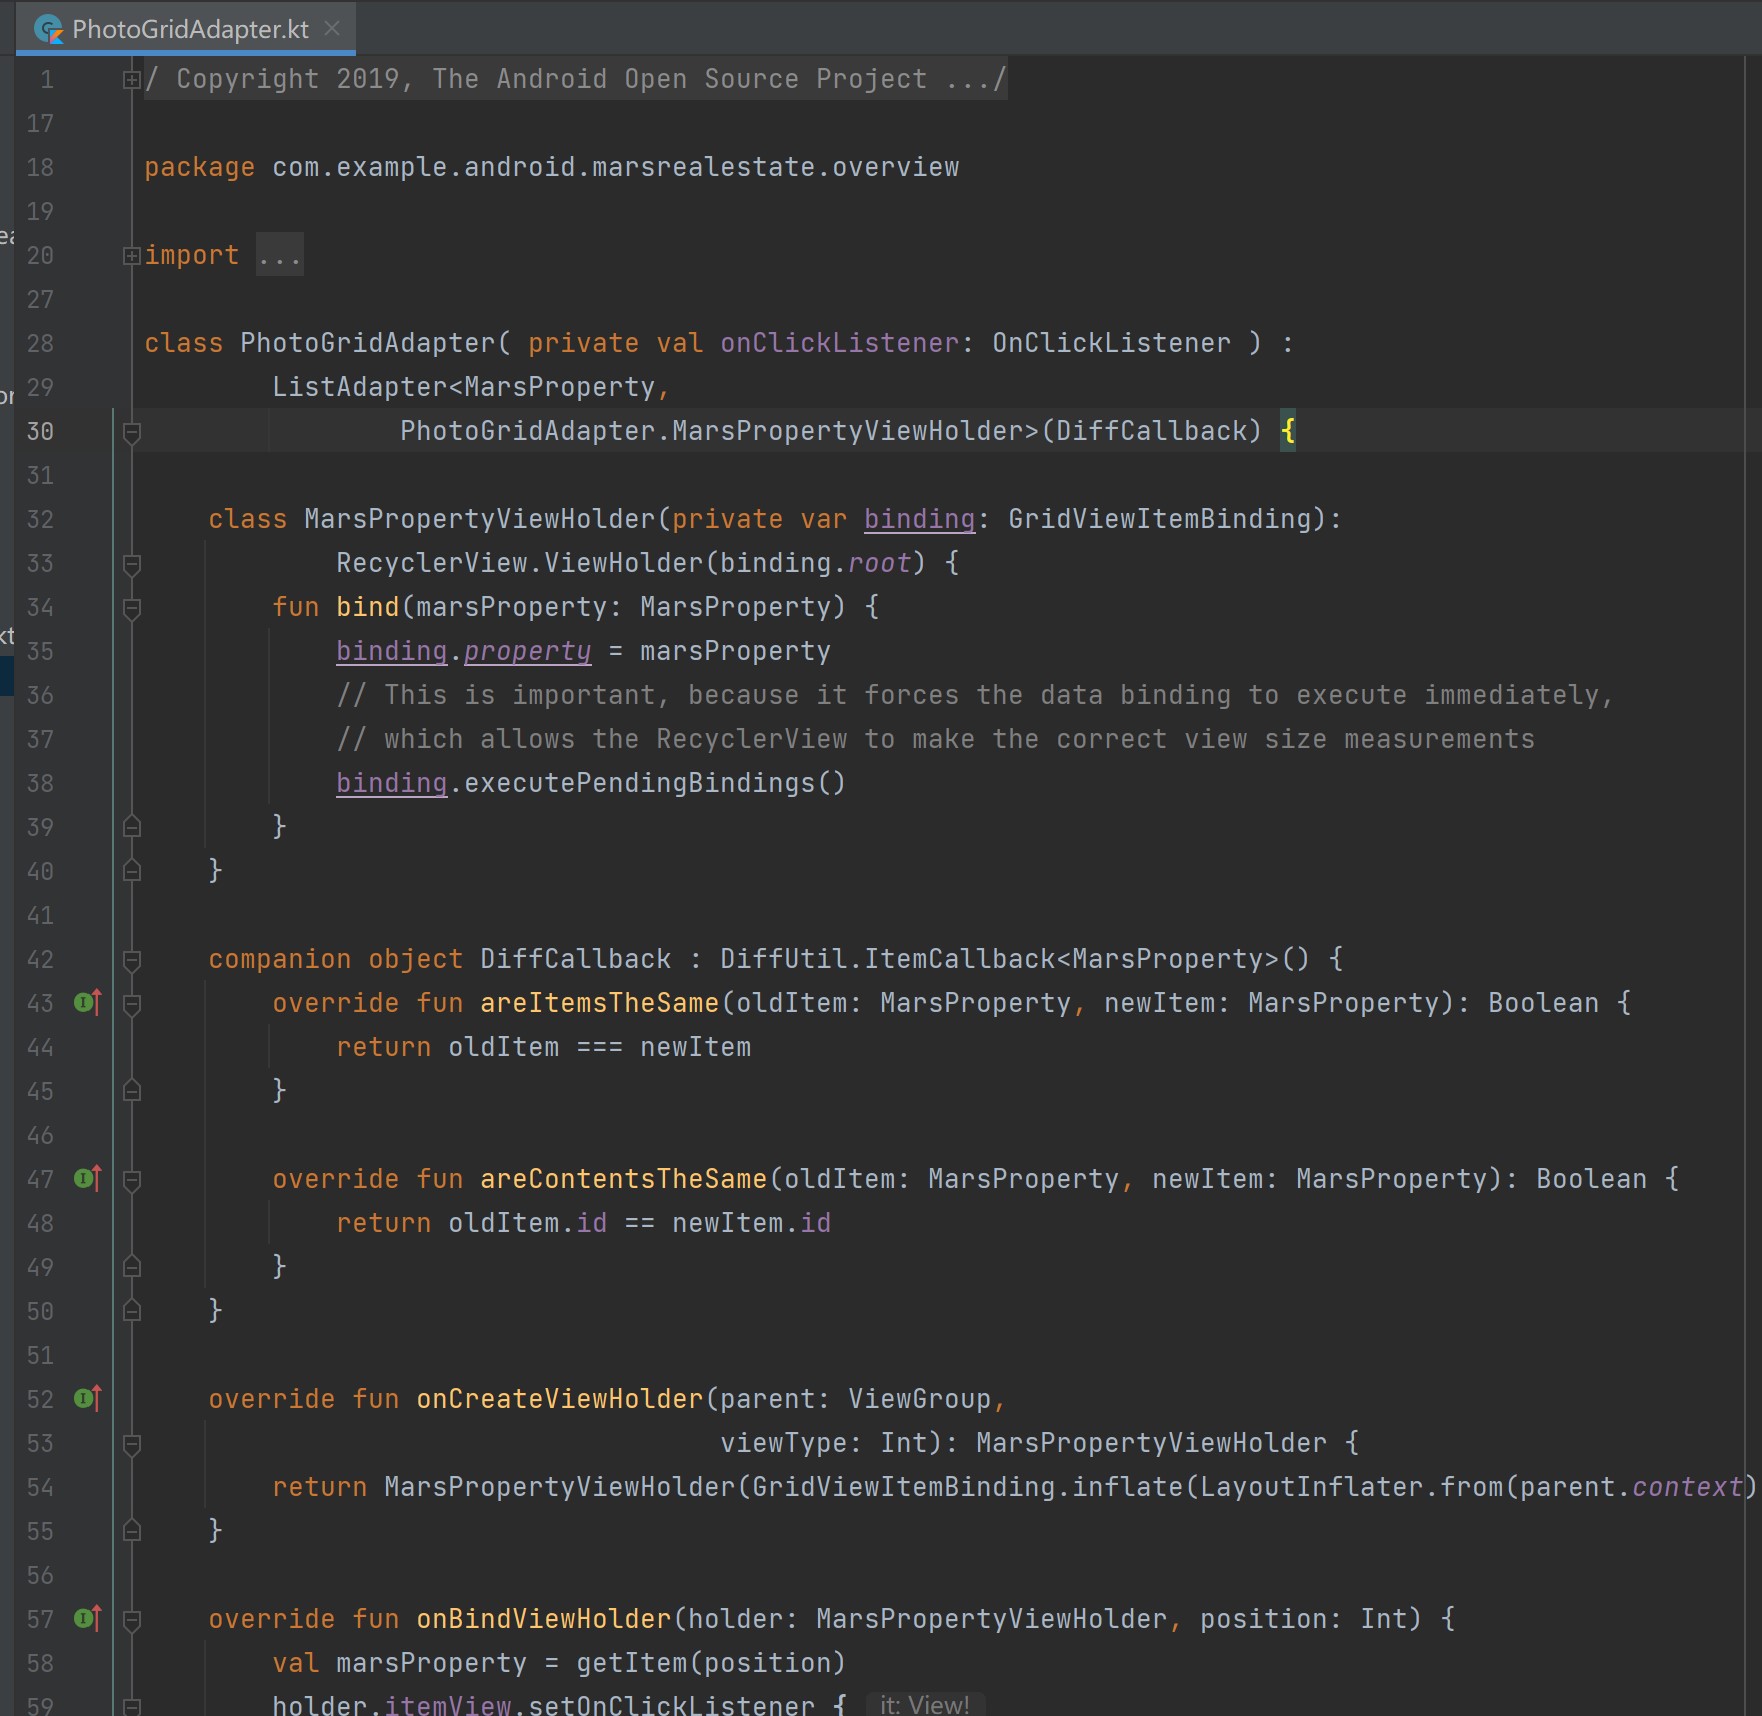 PhotoGridAdapter.kt
1 / Copyright 2019, The Android Open Source Project .../
17
18 package com.example.android.marsrealestate.overview
19
20 import ...
27
28 class PhotoGridAdapter( private val onClickListener: OnClickListener ) :
29 ListAdapter<MarsProperty,
30 PhotoGridAdapter.MarsPropertyViewHolder>(DiffCallback) {
31
32 class MarsPropertyViewHolder(private var binding: GridViewItemBinding):
33 RecyclerView.ViewHolder(binding.root) {
34 fun bind(marsProperty: MarsProperty) {
35 binding.property = marsProperty
36 // This is important, because it forces the data binding to execute immediately,
37 // which allows the RecyclerView to make the correct view size measurements
38 binding.executePendingBindings()
39 }
40 }
41
42 companion object DiffCallback : DiffUtil.ItemCallback<MarsProperty>() {
43 override fun areItemsTheSame(oldItem: MarsProperty, newItem: MarsProperty): Boolean {
44 return oldItem === newItem
45 }
46
47 override fun areContentsTheSame(oldItem: MarsProperty, newItem: MarsProperty): Boolean {
48 return oldItem.id == newItem.id
49 }
50 }
51
52 override fun onCreateViewHolder(parent: ViewGroup,
53 viewType: Int): MarsPropertyViewHolder {
54 return MarsPropertyViewHolder(GridViewItemBinding.inflate(LayoutInflater.from(parent.context)
55 }
56
57 override fun onBindViewHolder(holder: MarsPropertyViewHolder, position: Int) {
58 val marsProperty = getItem(position)
59 holder.itemView.setOnClickListener { it: View!